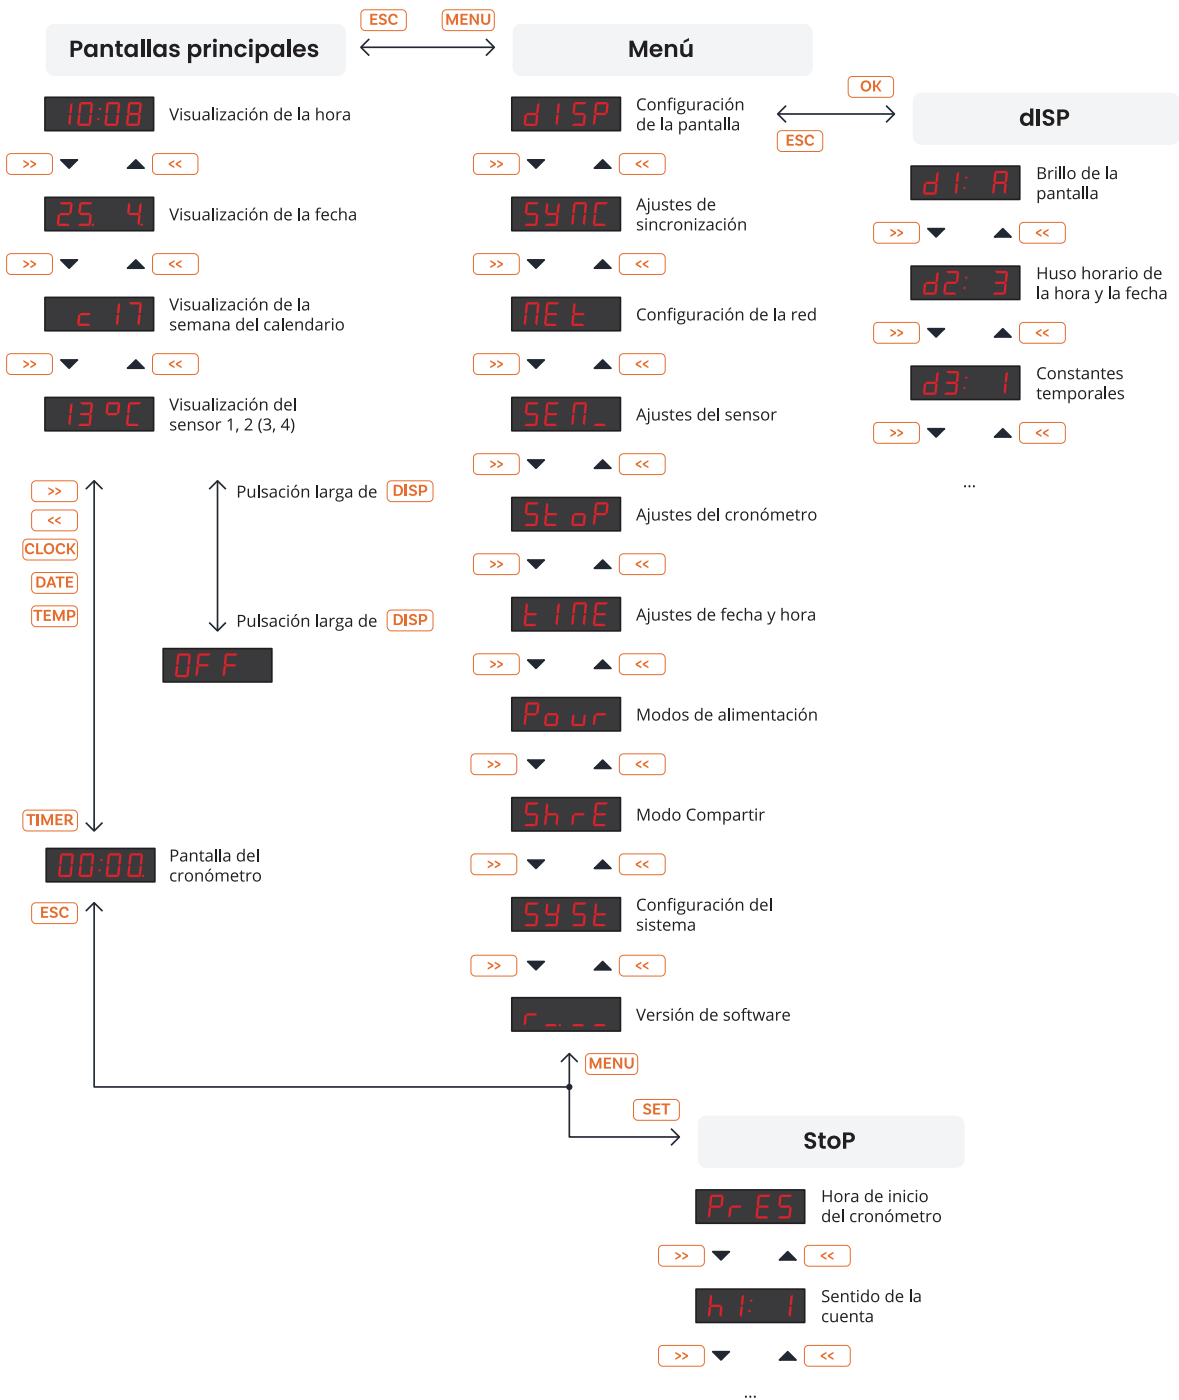 ESC MENU
Pantallas principales
Menú
OK
ESC
dISP
10:08 Visualización de la hora
>> <<
25. 4. Visualización de la fecha
>> <<
c 17 Visualización de la
semana del calendario
>> <<
13 °C Visualización del
sensor 1, 2 (3, 4)
>>
<<
CLOCK
DATE
TEMP
Pulsación larga de DISP
Pulsación larga de DISP
OFF
TIMER
00:00. Pantalla del
cronómetro
ESC
dISP Configuración
de la pantalla
>> <<
SYNC Ajustes de
sincronización
>> <<
NEt Configuración de la red
>> <<
SEN_ Ajustes del sensor
>> <<
StoP Ajustes del cronómetro
>> <<
tIME Ajustes de fecha y hora
>> <<
Pour Modos de alimentación
>> <<
ShrE Modo Compartir
>> <<
SYSt Configuración del
sistema
>> <<
r _._ _ Versión de software
MENU
SET
d1: A Brillo de la
pantalla
>> <<
d2: 3 Huso horario de
la hora y la fecha
>> <<
d3: 1 Constantes
temporales
>> <<
...
StoP
PrES Hora de inicio
del cronómetro
>> <<
h1: 1 Sentido de la
cuenta
>> <<
...